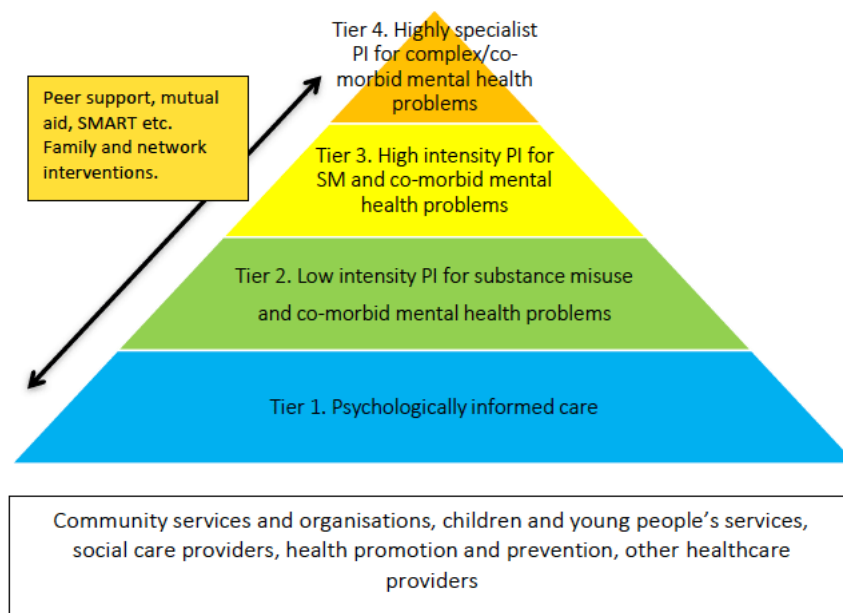 Tier 4. Highly specialist
PI for complex/co-
morbid mental health
problems
Peer support, mutual
aid, SMART etc.
Family and network
interventions.
Tier 3. High intensity PI for
SM and co-morbid mental
health problems
Tier 2. Low intensity PI for substance misuse
and co-morbid mental health problems
Tier 1. Psychologically informed care
Community services and organisations, children and young people’s services,
social care providers, health promotion and prevention, other healthcare
providers